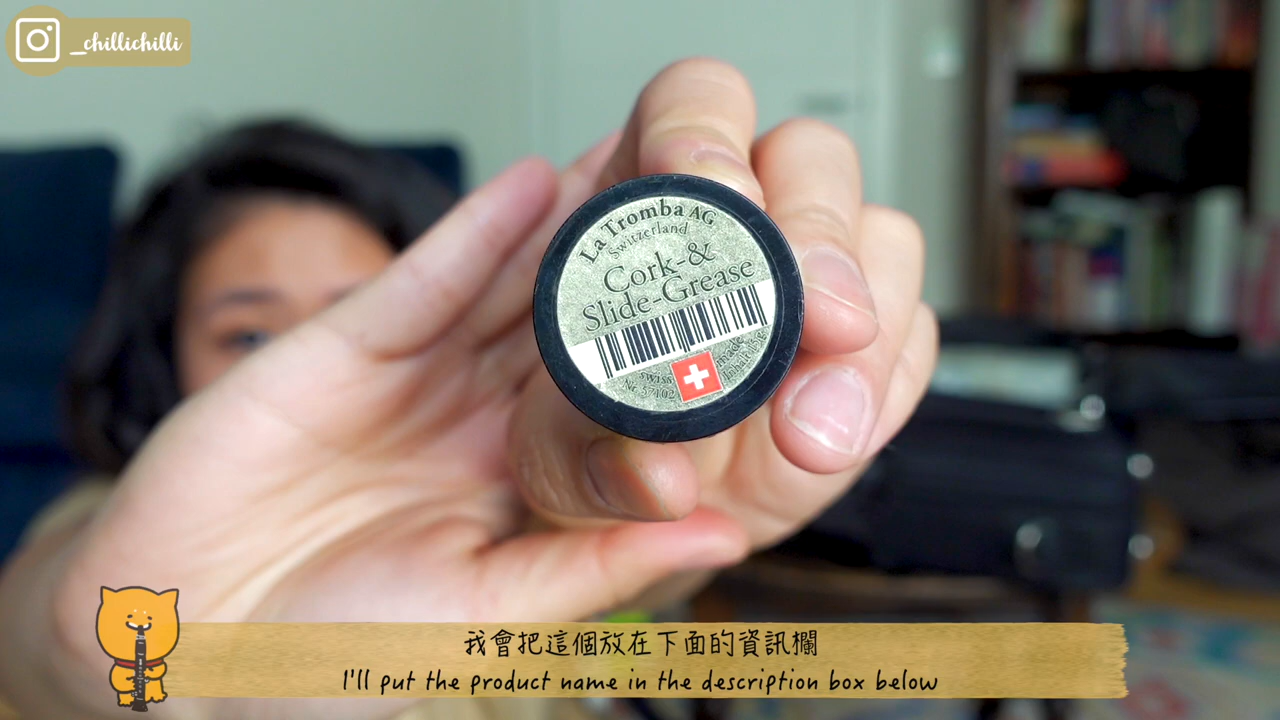 _chillichilli
La Tromba AG
Switzerland
Cork-&
Slide-Grease
swiss made
Nr. 37102
我會把這個放在下面的資訊欄
I'll put the product name in the description box below